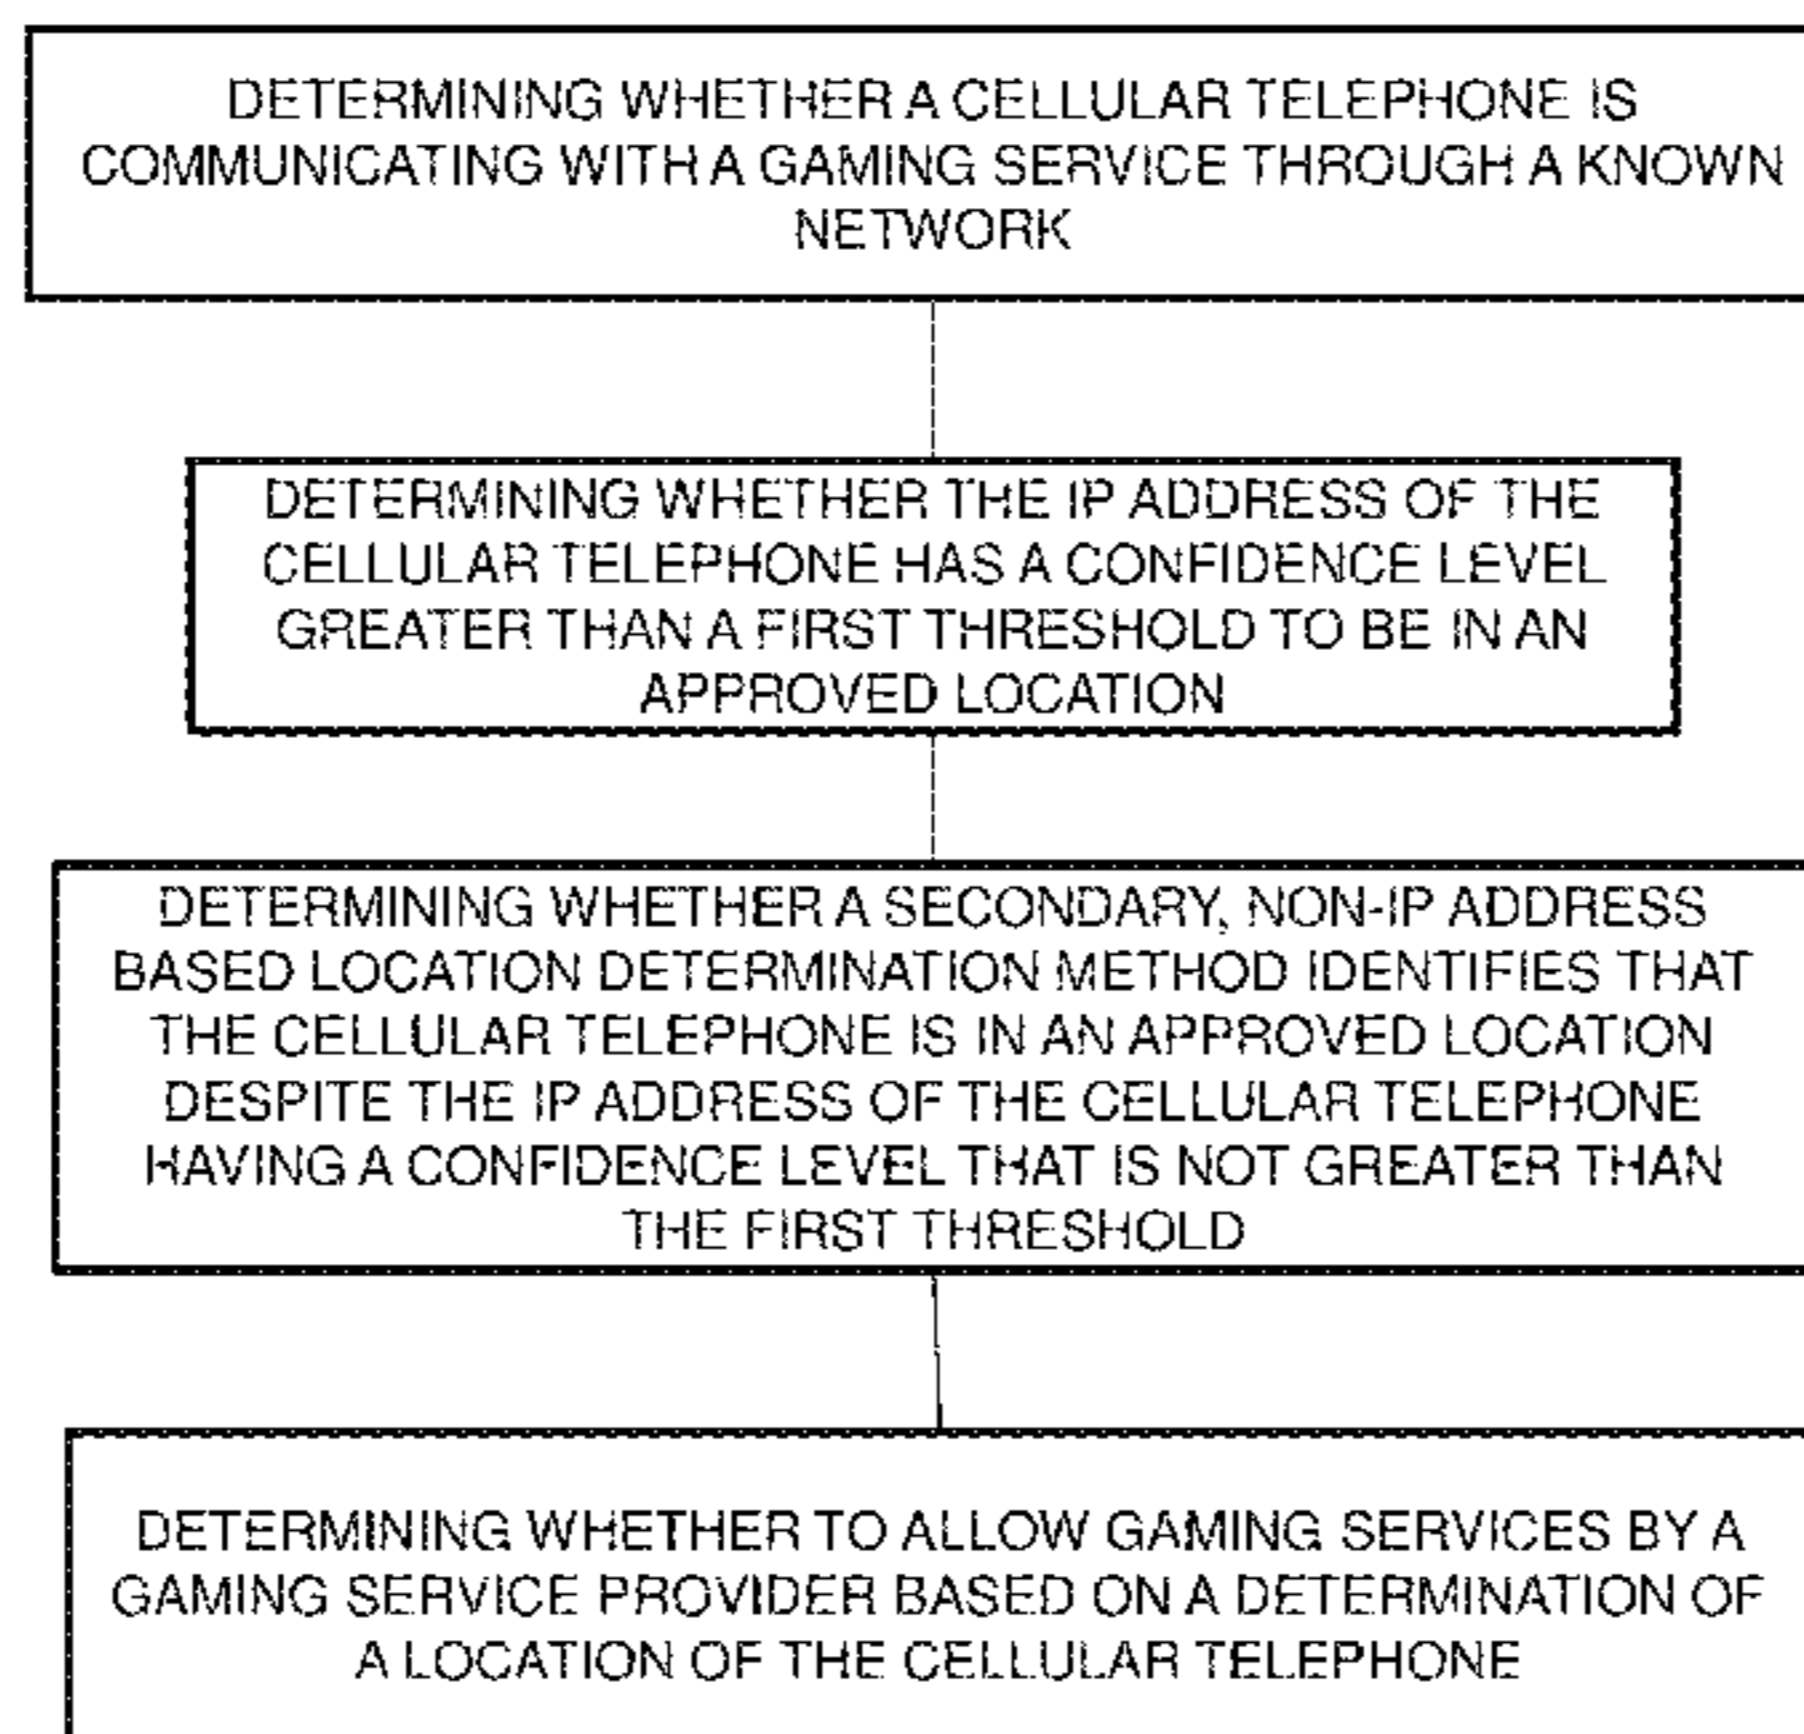 DETERMINING WHETHER A CELLULAR TELEPHONE IS
COMMUNICATING WITH A GAMING SERVICE THROUGH A KNOWN
NETWORK
DETERMINING WHETHER THE IP ADDRESS OF THE
CELLULAR TELEPHONE HAS A CONFIDENCE LEVEL
GREATER THAN A FIRST THRESHOLD TO BE IN AN
APPROVED LOCATION
DETERMINING WHETHER A SECONDARY, NON-IP ADDRESS
BASED LOCATION DETERMINATION METHOD IDENTIFIES THAT
THE CELLULAR TELEPHONE IS IN AN APPROVED LOCATION
DESPITE THE IP ADDRESS OF THE CELLULAR TELEPHONE
HAVING A CONFIDENCE LEVEL THAT IS NOT GREATER THAN
THE FIRST THRESHOLD
DETERMINING WHETHER TO ALLOW GAMING SERVICES BY A
GAMING SERVICE PROVIDER BASED ON A DETERMINATION OF
A LOCATION OF THE CELLULAR TELEPHONE